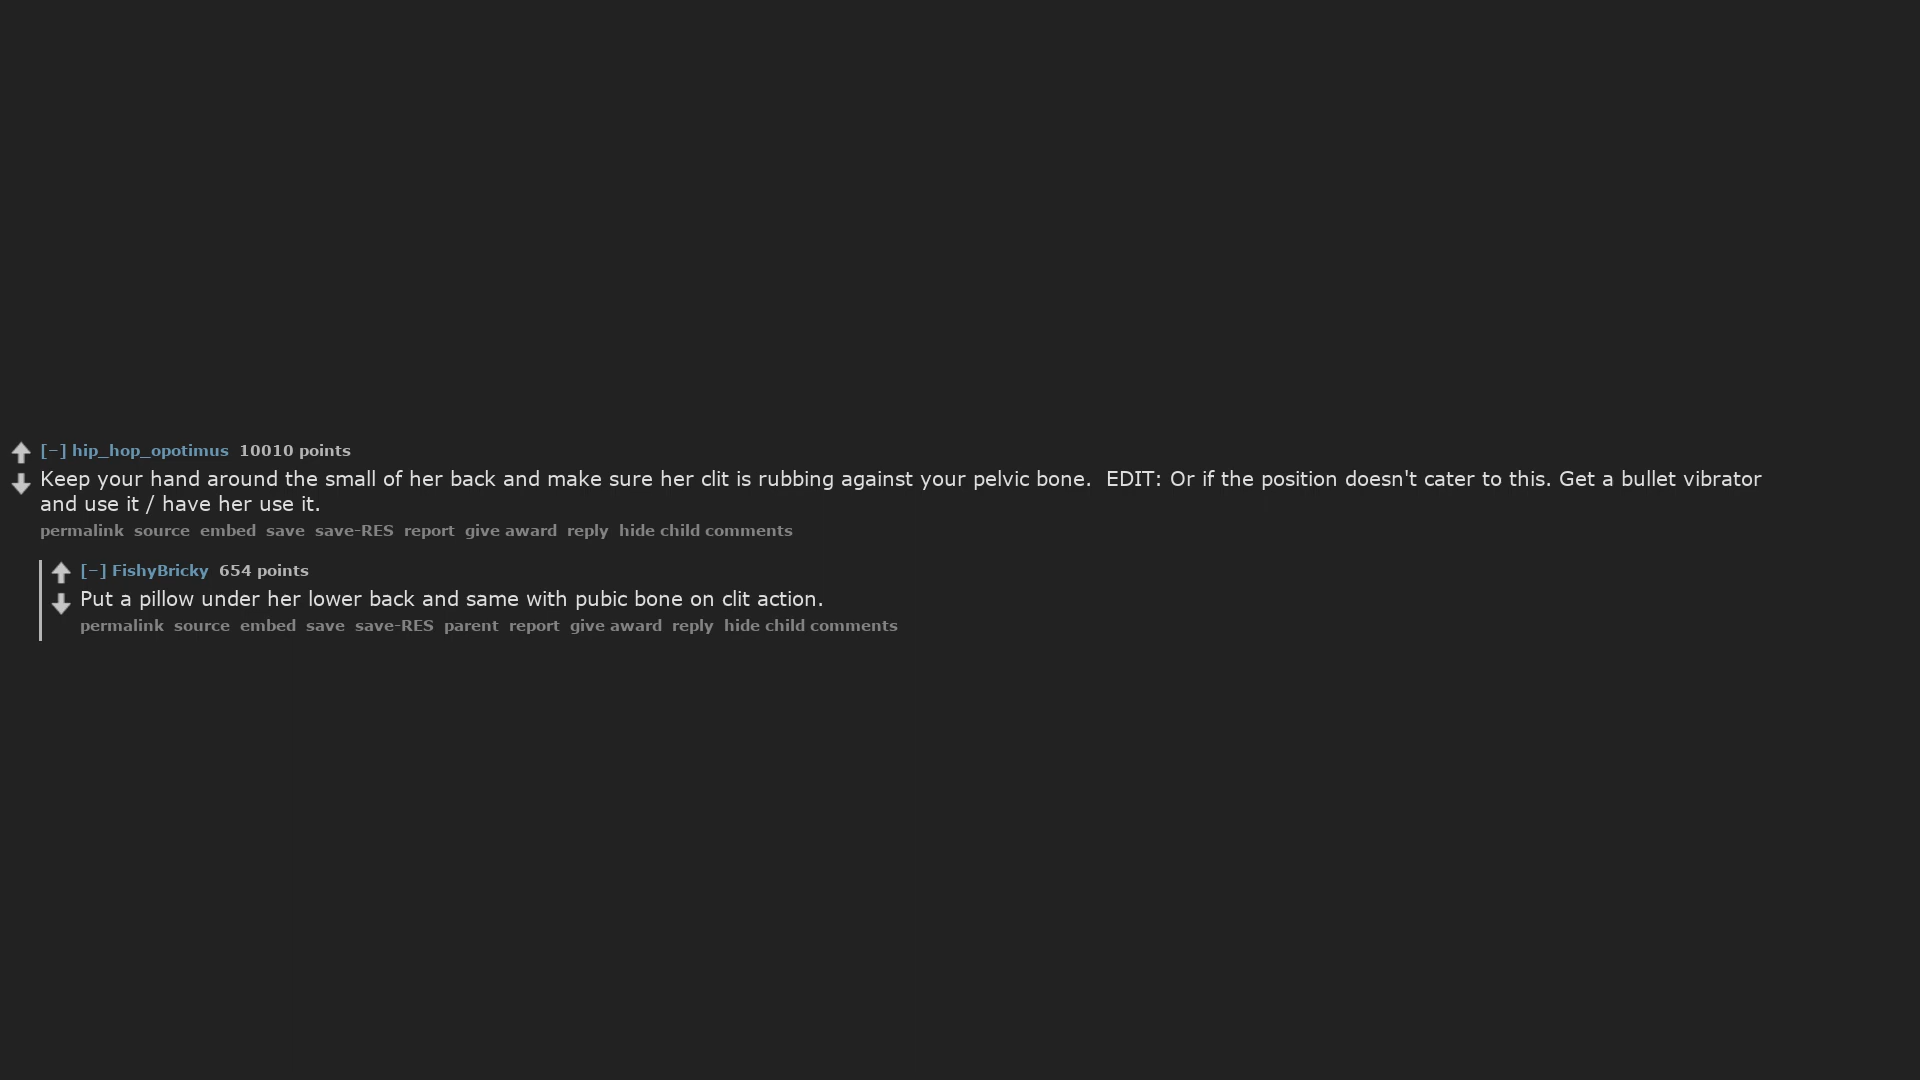 [−] hip_hop_opotimus 10010 points
Keep your hand around the small of her back and make sure her clit is rubbing against your pelvic bone.  EDIT: Or if the position doesn't cater to this. Get a bullet vibrator
and use it / have her use it.
permalink source embed save save-RES report give award reply hide child comments
[−] FishyBricky 654 points
Put a pillow under her lower back and same with pubic bone on clit action.
permalink source embed save save-RES parent report give award reply hide child comments